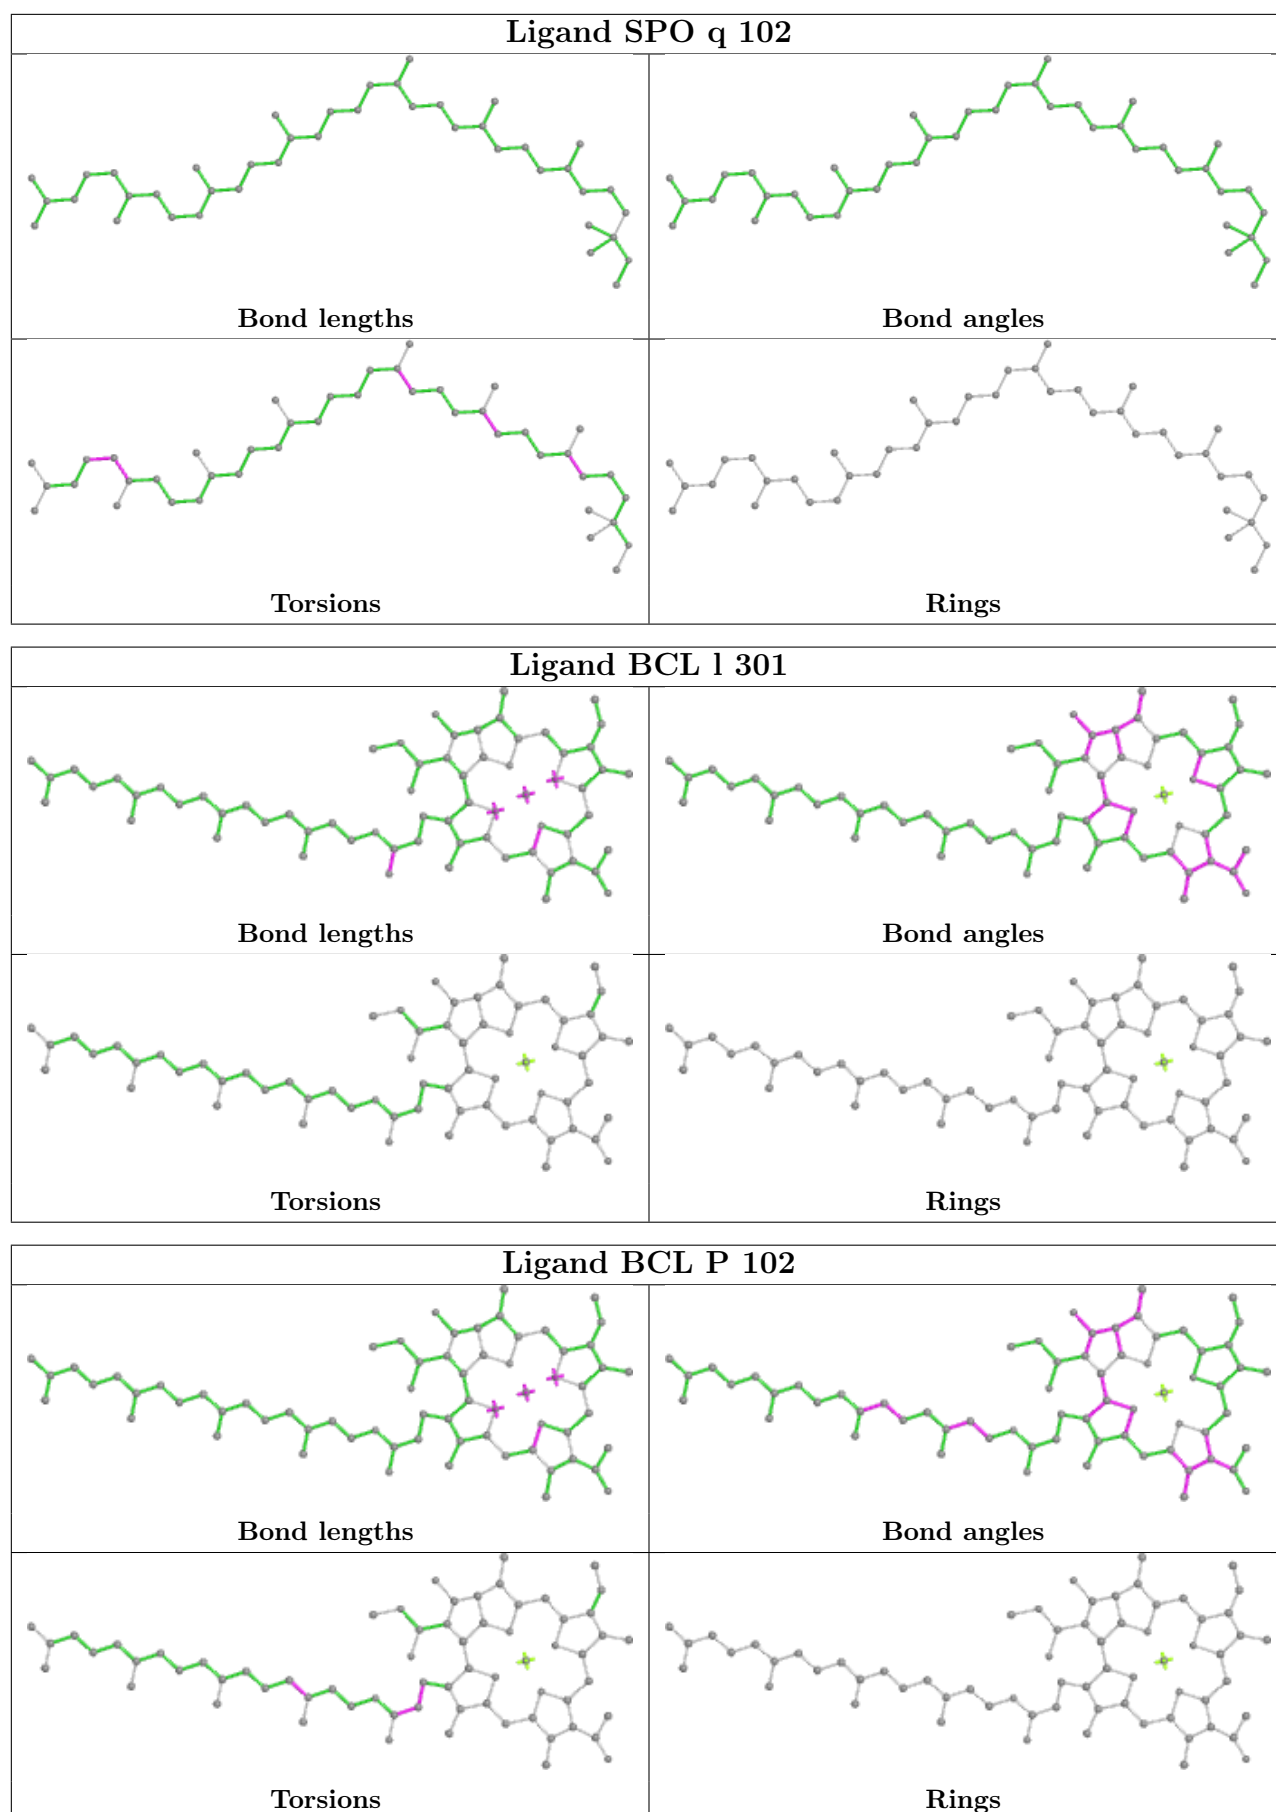 Ligand SPO q 102
Bond lengths
Bond angles
Torsions
Rings
Ligand BCL l 301
Bond lengths
Bond angles
Torsions
Rings
Ligand BCL P 102
Bond lengths
Bond angles
Torsions
Rings